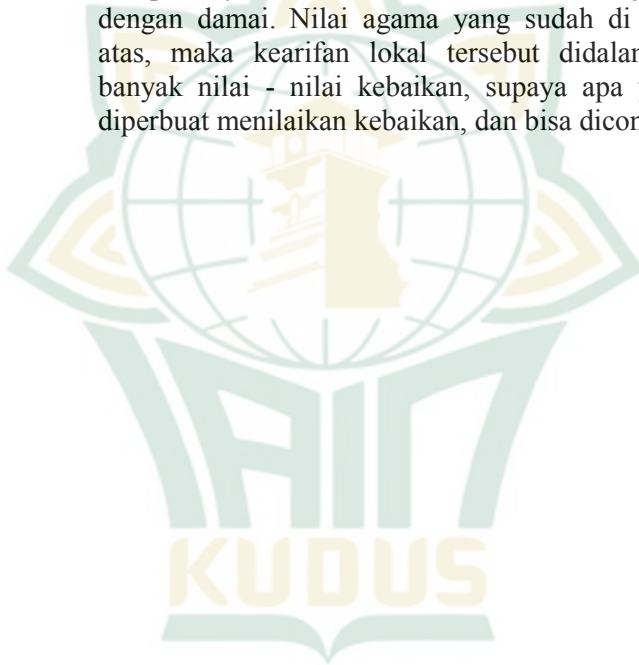 dengan damai. Nilai agama yang sudah di
atas, maka kearifan lokal tersebut didalam
banyak nilai - nilai kebaikan, supaya apa
diperbuat menilaikan kebaikan, dan bisa
IAIN
KUDUS